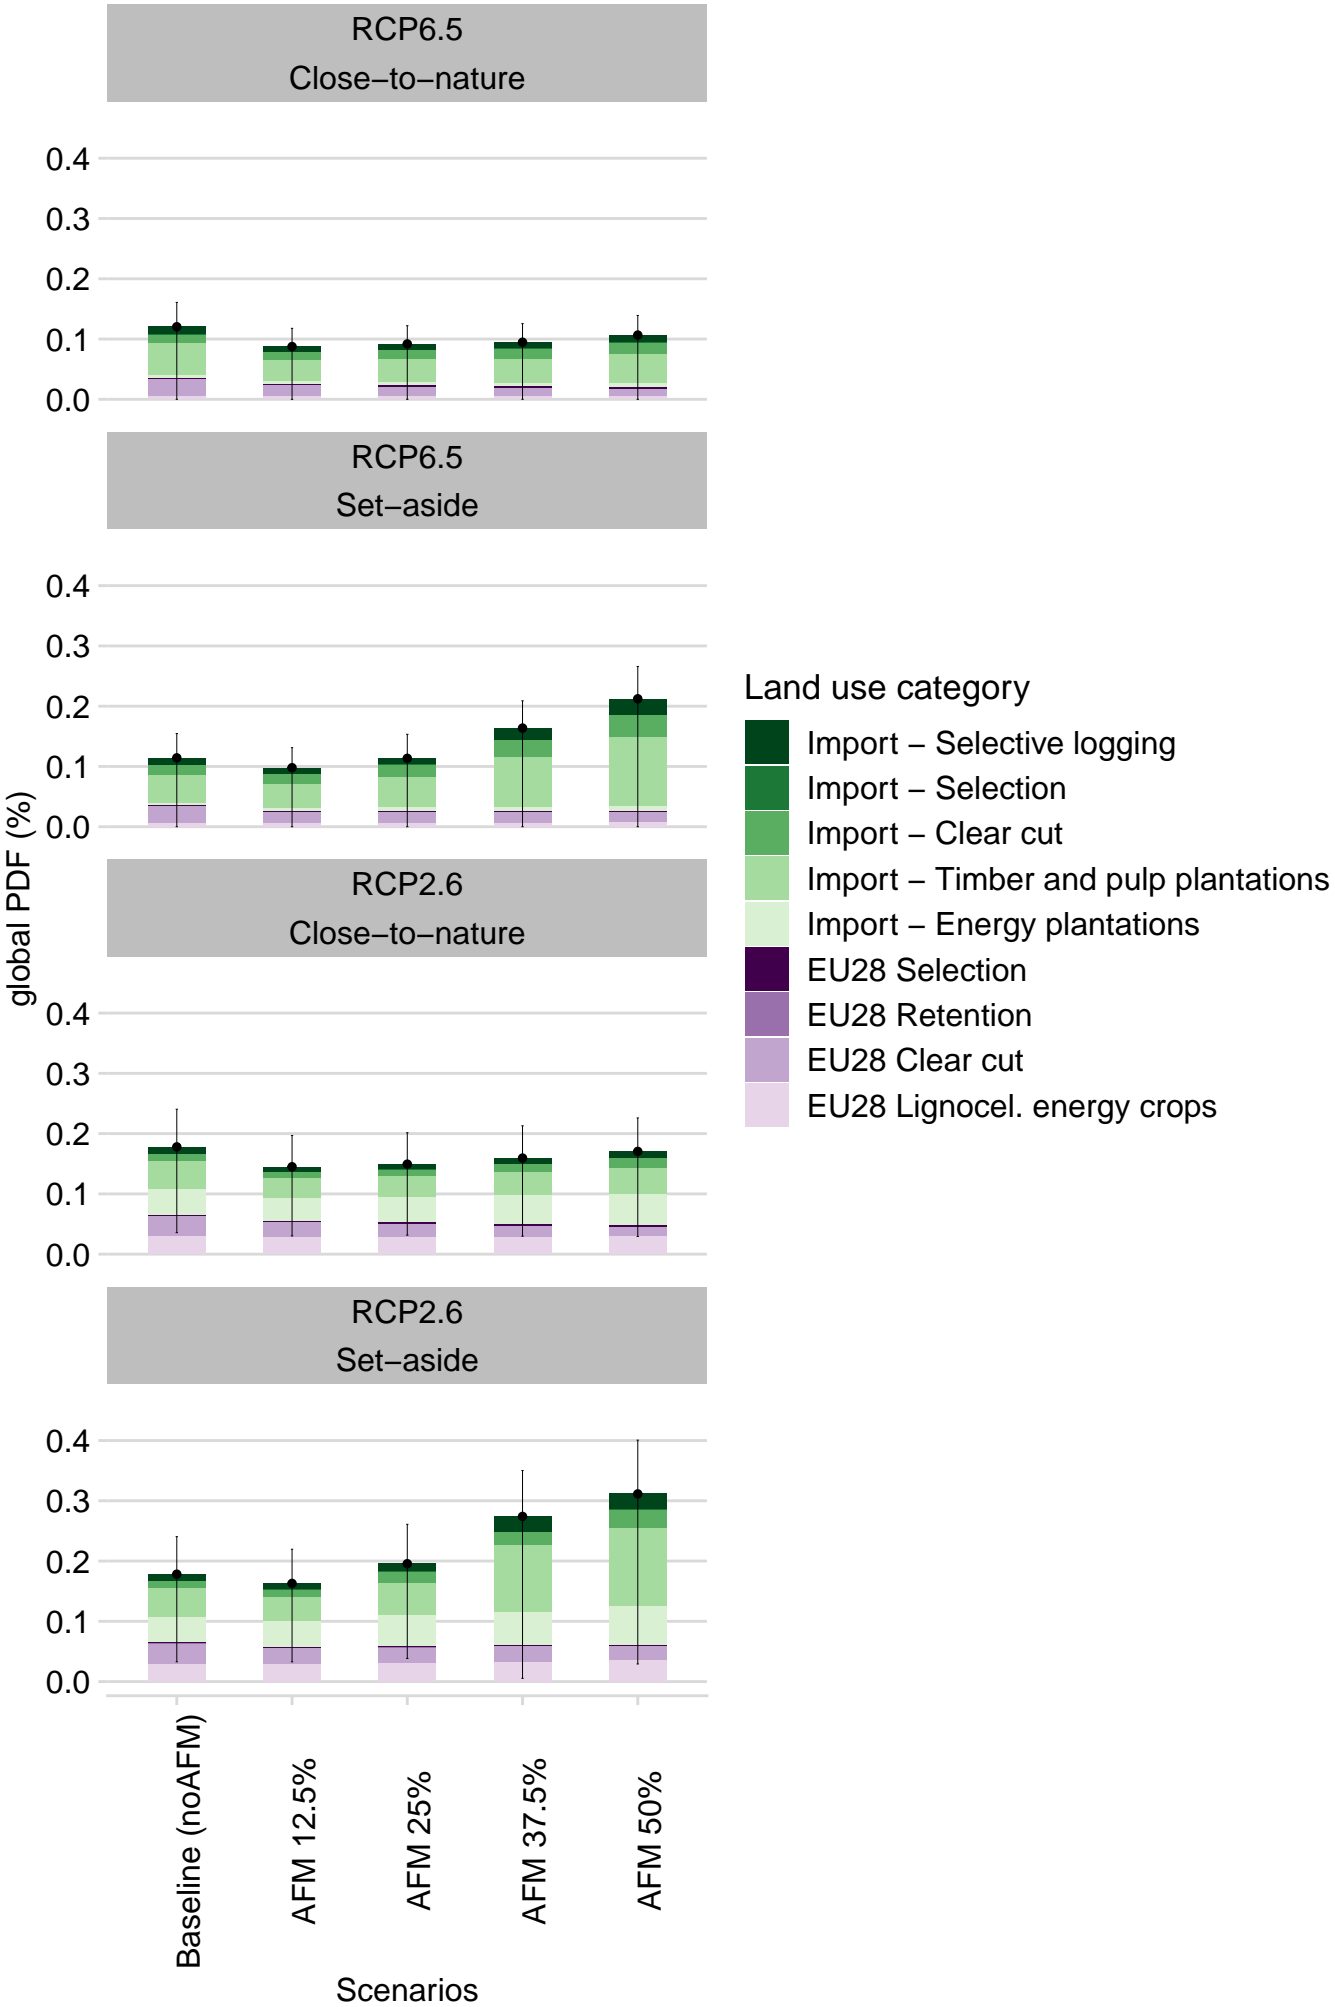 RCP6.5
Close−to−nature
0.4
0.3
0.2
0.1
0.0
RCP6.5
Set−aside
0.4
0.3
0.2
0.1
0.0
RCP2.6
Close−to−nature
0.4
0.3
0.2
0.1
0.0
RCP2.6
Set−aside
0.4
0.3
0.2
0.1
0.0
global PDF (%)
Baseline (noAFM)
AFM 12.5%
AFM 25%
AFM 37.5%
AFM 50%
Scenarios
Land use category
Import − Selective logging
Import − Selection
Import − Clear cut
Import − Timber and pulp plantations
Import − Energy plantations
EU28 Selection
EU28 Retention
EU28 Clear cut
EU28 Lignocel. energy crops